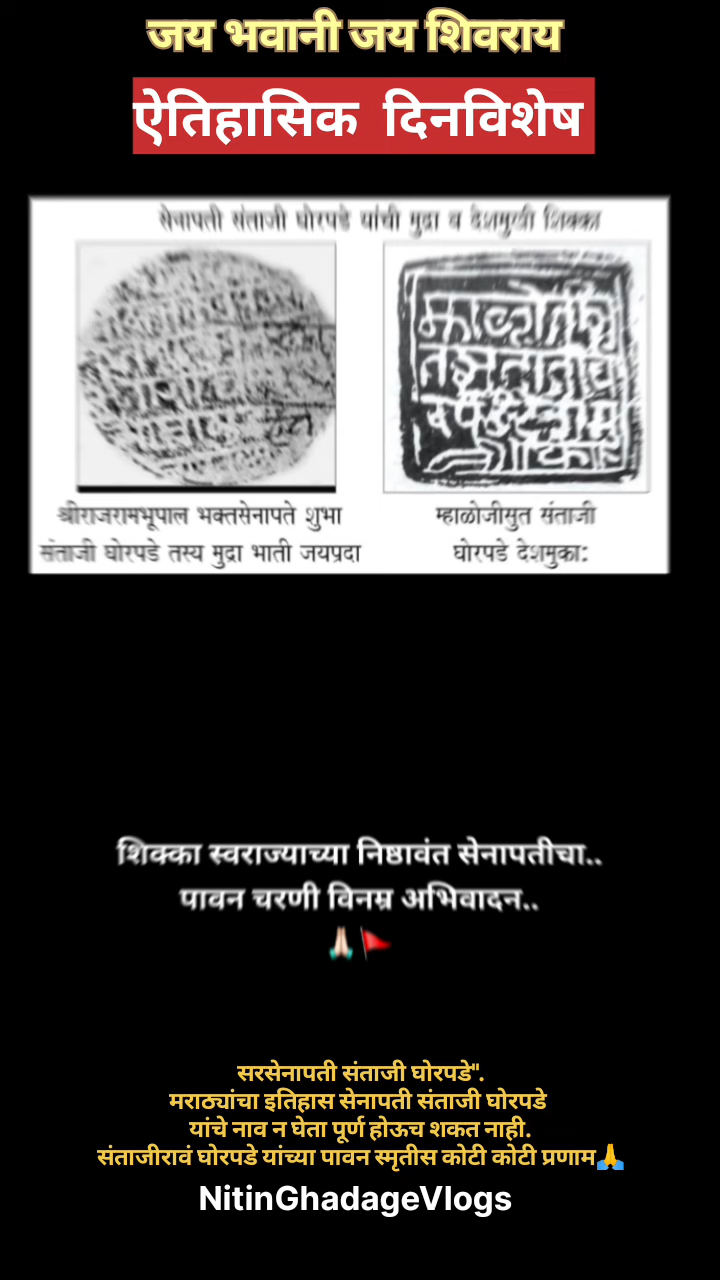 जय भवानी जय शिवराय
ऐतिहासिक दिनविशेष
सेनापती संताजी घोरपडे यांची मुद्रा व देशमुखी शिक्का
श्रीराजरामभूपाल भक्तसेनापते शुभा
संताजी घोरपडे तस्य मुद्रा भाती जयप्रदा
म्हाळोजीसुत संताजी
घोरपडे देशमुका:
शिक्का स्वराज्याच्या निष्ठावंत सेनापतीचा..
पावन चरणी विनम्र अभिवादन..
🙏🏻🚩
सरसेनापती संताजी घोरपडे".
मराठ्यांचा इतिहास सेनापती संताजी घोरपडे
यांचे नाव न घेता पूर्ण होऊच शकत नाही.
संताजीरावं घोरपडे यांच्या पावन स्मृतीस कोटी कोटी प्रणाम🙏
NitinGhadageVlogs